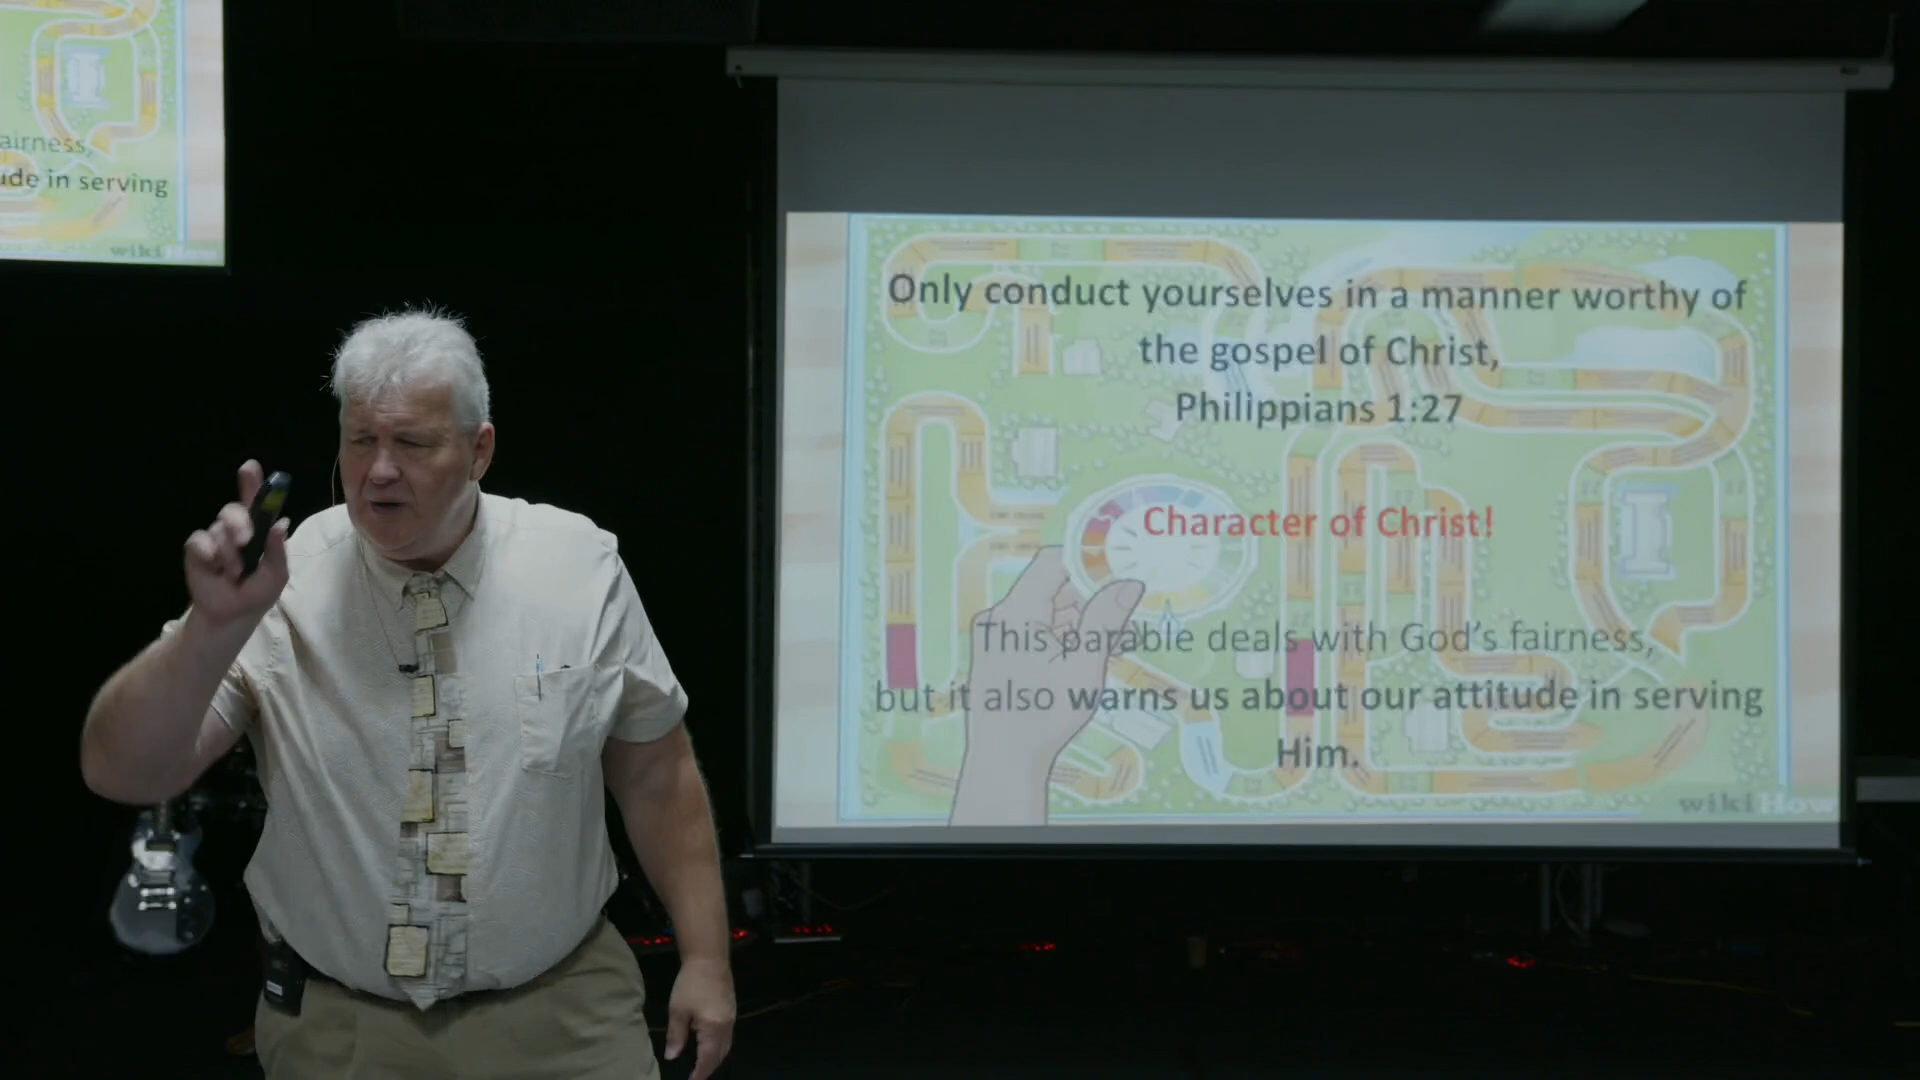 airness,
ude in serving
wikiHow
Only conduct yourselves in a manner worthy of
the gospel of Christ,
Philippians 1:27
Character of Christ!
This parable deals with God's fairness,
but it also warns us about our attitude in serving
Him.
wikiHow